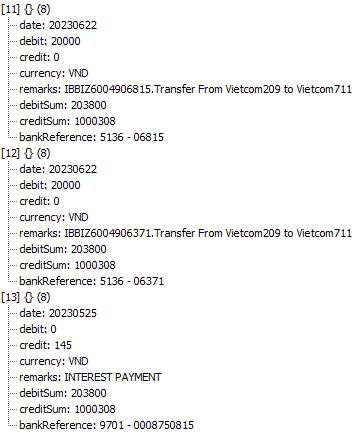 [11] {} (8)
date: 20230622
debit: 20000
credit: 0
currency: VND
remarks: IBBIZ6004906815.Transfer From Vietcom209 to Vietcom711
debitSum: 203800
creditSum: 1000308
bankReference: 5136 - 06815
[12] {} (8)
date: 20230622
debit: 20000
credit: 0
currency: VND
remarks: IBBIZ6004906371.Transfer From Vietcom209 to Vietcom711
debitSum: 203800
creditSum: 1000308
bankReference: 5136 - 06371
[13] {} (8)
date: 20230525
debit: 0
credit: 145
currency: VND
remarks: INTEREST PAYMENT
debitSum: 203800
creditSum: 1000308
bankReference: 9701 - 0008750815